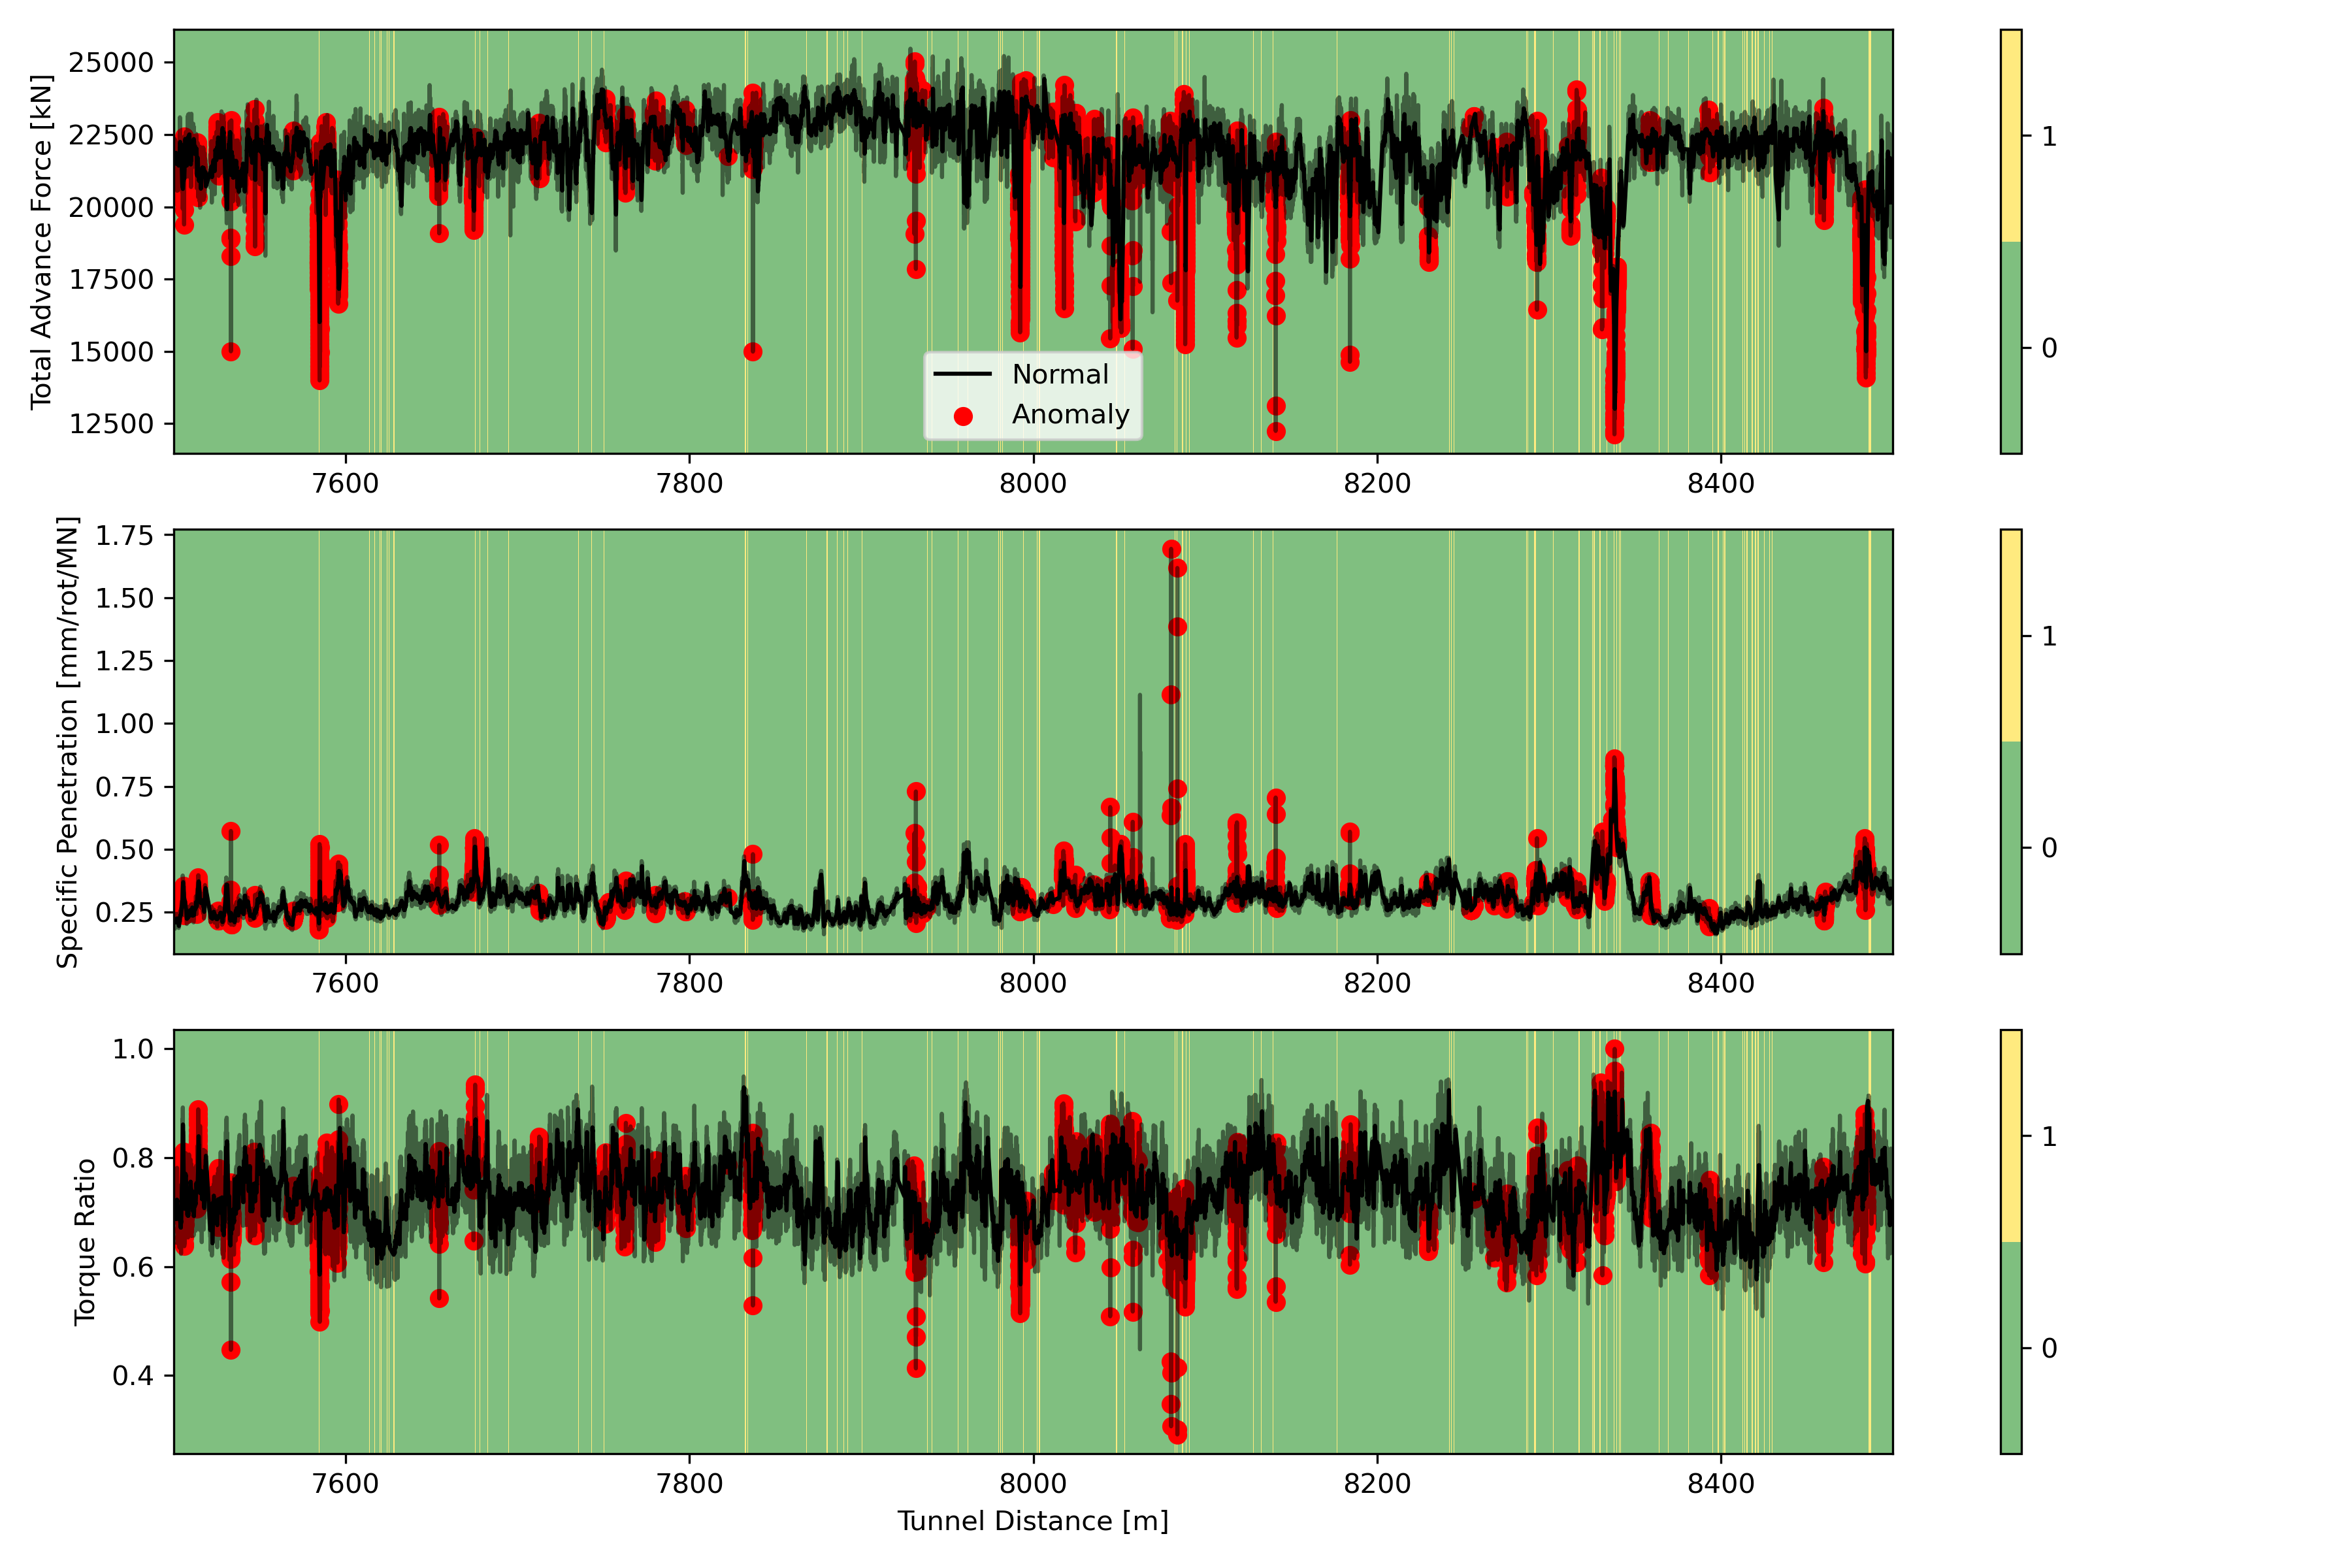 Total Advance Force [kN]
25000
22500
20000
17500
15000
12500
Normal
Anomaly
7600 7800 8000 8200 8400
1
0
Specific Penetration [mm/rot/MN]
1.75
1.50
1.25
1.00
0.75
0.50
0.25
7600 7800 8000 8200 8400
1
0
Torque Ratio
1.0
0.8
0.6
0.4
7600 7800 8000 8200 8400
Tunnel Distance [m]
1
0